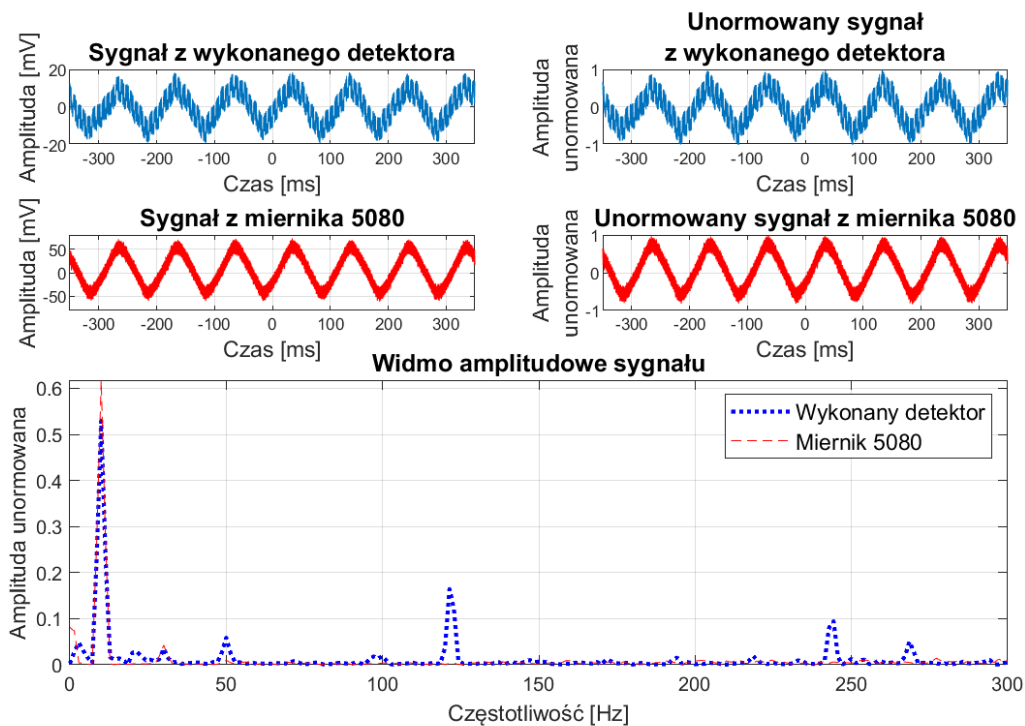 Sygnał z wykonanego detektora
Amplituda [mV]
20
0
-20
-300 -200 -100 0 100 200 300
Czas [ms]
Unormowany sygnał
z wykonanego detektora
Amplituda
unormowana
1
0
-1
-300 -200 -100 0 100 200 300
Czas [ms]
Sygnał z miernika 5080
Amplituda [mV]
50
0
-50
-300 -200 -100 0 100 200 300
Czas [ms]
Unormowany sygnał z miernika 5080
Amplituda
unormowana
1
0
-1
-300 -200 -100 0 100 200 300
Czas [ms]
Widmo amplitudowe sygnału
Amplituda unormowana
0.6
0.5
0.4
0.3
0.2
0.1
0
Wykonany detektor
Miernik 5080
0 50 100 150 200 250 300
Częstotliwość [Hz]